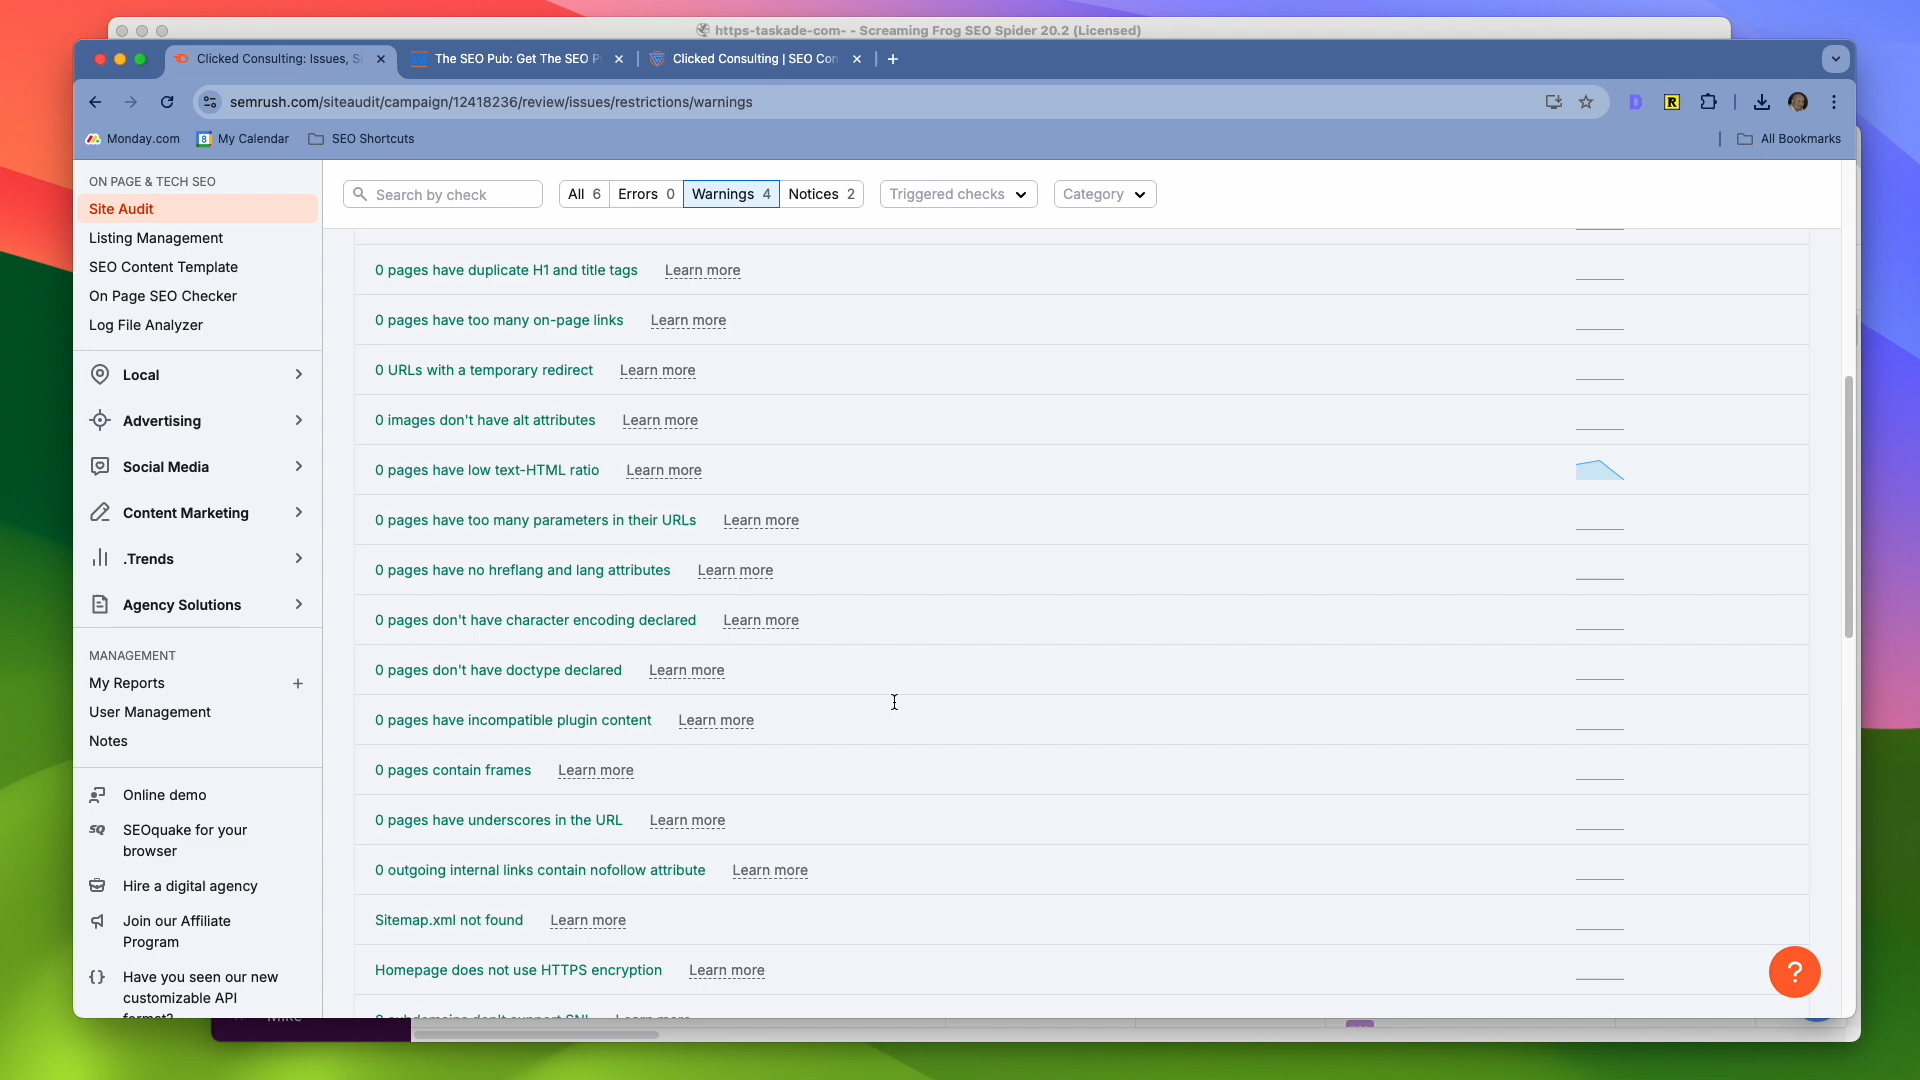 https-taskade-com- - Screaming Frog SEO Spider 20.2 (Licensed)
Clicked Consulting: Issues, S
The SEO Pub: Get The SEO P
Clicked Consulting | SEO Con
semrush.com/siteaudit/campaign/12418236/review/issues/restrictions/warnings
Monday.com
8
My Calendar
SEO Shortcuts
All Bookmarks
ON PAGE & TECH SEO
Site Audit
Listing Management
SEO Content Template
On Page SEO Checker
Log File Analyzer
Local
Advertising
Social Media
Content Marketing
.Trends
Agency Solutions
MANAGEMENT
My Reports +
User Management
Notes
Online demo
SQ SEOquake for your
browser
Hire a digital agency
Join our Affiliate
Program
{} Have you seen our new
customizable API
Search by check
All 6
Errors 0
Warnings 4
Notices 2
Triggered checks
Category
0 pages have duplicate H1 and title tags Learn more
0 pages have too many on-page links Learn more
0 URLs with a temporary redirect Learn more
0 images don't have alt attributes Learn more
0 pages have low text-HTML ratio Learn more
0 pages have too many parameters in their URLs Learn more
0 pages have no hreflang and lang attributes Learn more
0 pages don't have character encoding declared Learn more
0 pages don't have doctype declared Learn more
0 pages have incompatible plugin content Learn more
0 pages contain frames Learn more
0 pages have underscores in the URL Learn more
0 outgoing internal links contain nofollow attribute Learn more
Sitemap.xml not found Learn more
Homepage does not use HTTPS encryption Learn more
?